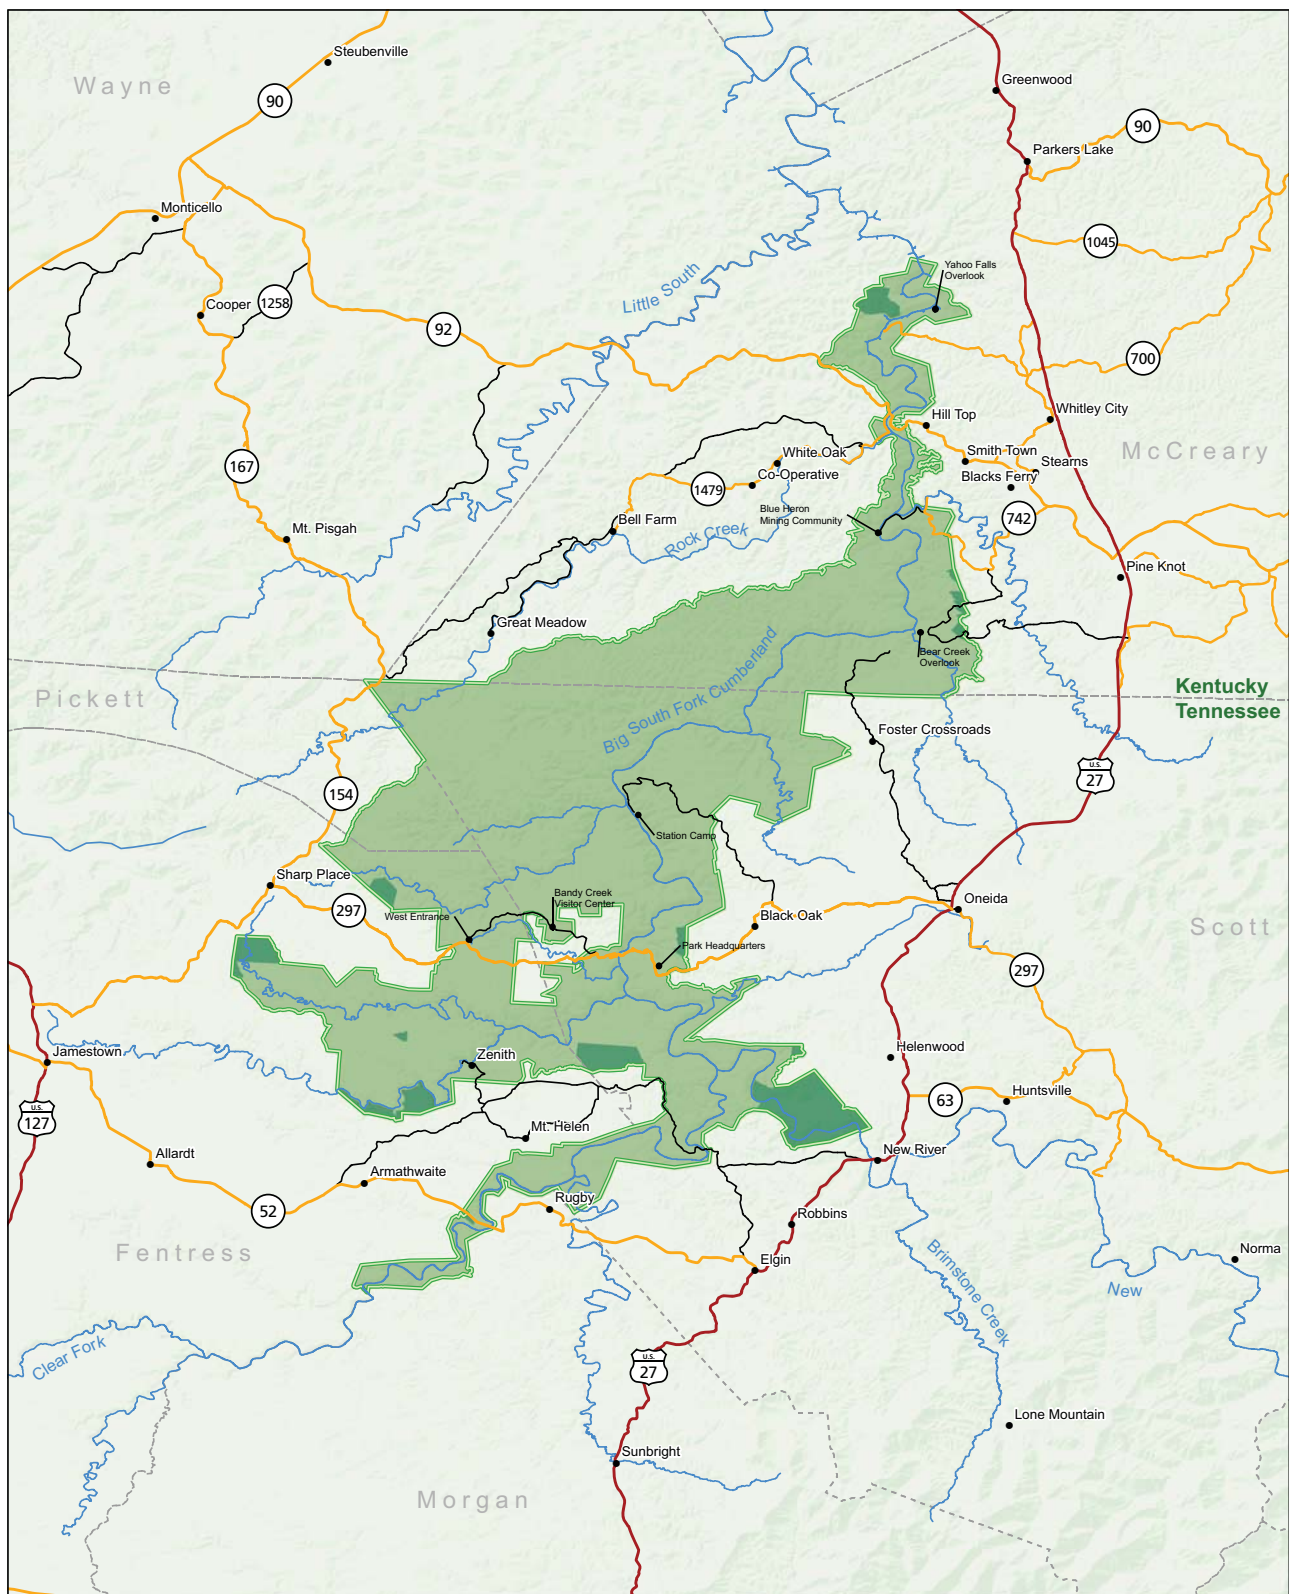 Steubenville
Wayne
90
Greenwood
90
Parkers Lake
Monticello
1045
Yahoo Falls
Overlook
Little South
Cooper
1258
92
700
Whitley City
Hill Top
McCreary
167
White Oak
Smith Town
Stearns
Co-Operative
Blacks Ferry
1479
Blue Heron
Mining Community
Bell Farm
742
Mt. Pisgah
Rock Creek
Pine Knot
Great Meadow
Bear Creek
Overlook
Big South Fork Cumberland
Pickett
Kentucky
Tennessee
Foster Crossroads
U.S.
27
154
Station Camp
Sharp Place
Bandy Creek
Visitor Center
Oneida
297
West Entrance
Black Oak
Scott
Park Headquarters
297
Jamestown
Zenith
Helenwood
Huntsville
63
U.S.
127
Mt. Helen
Allardt
New River
Armathwaite
Rugby
52
Robbins
Fentress
Elgin
Brimstone Creek
Norma
New
Clear Fork
U.S.
27
Lone Mountain
Sunbright
Morgan